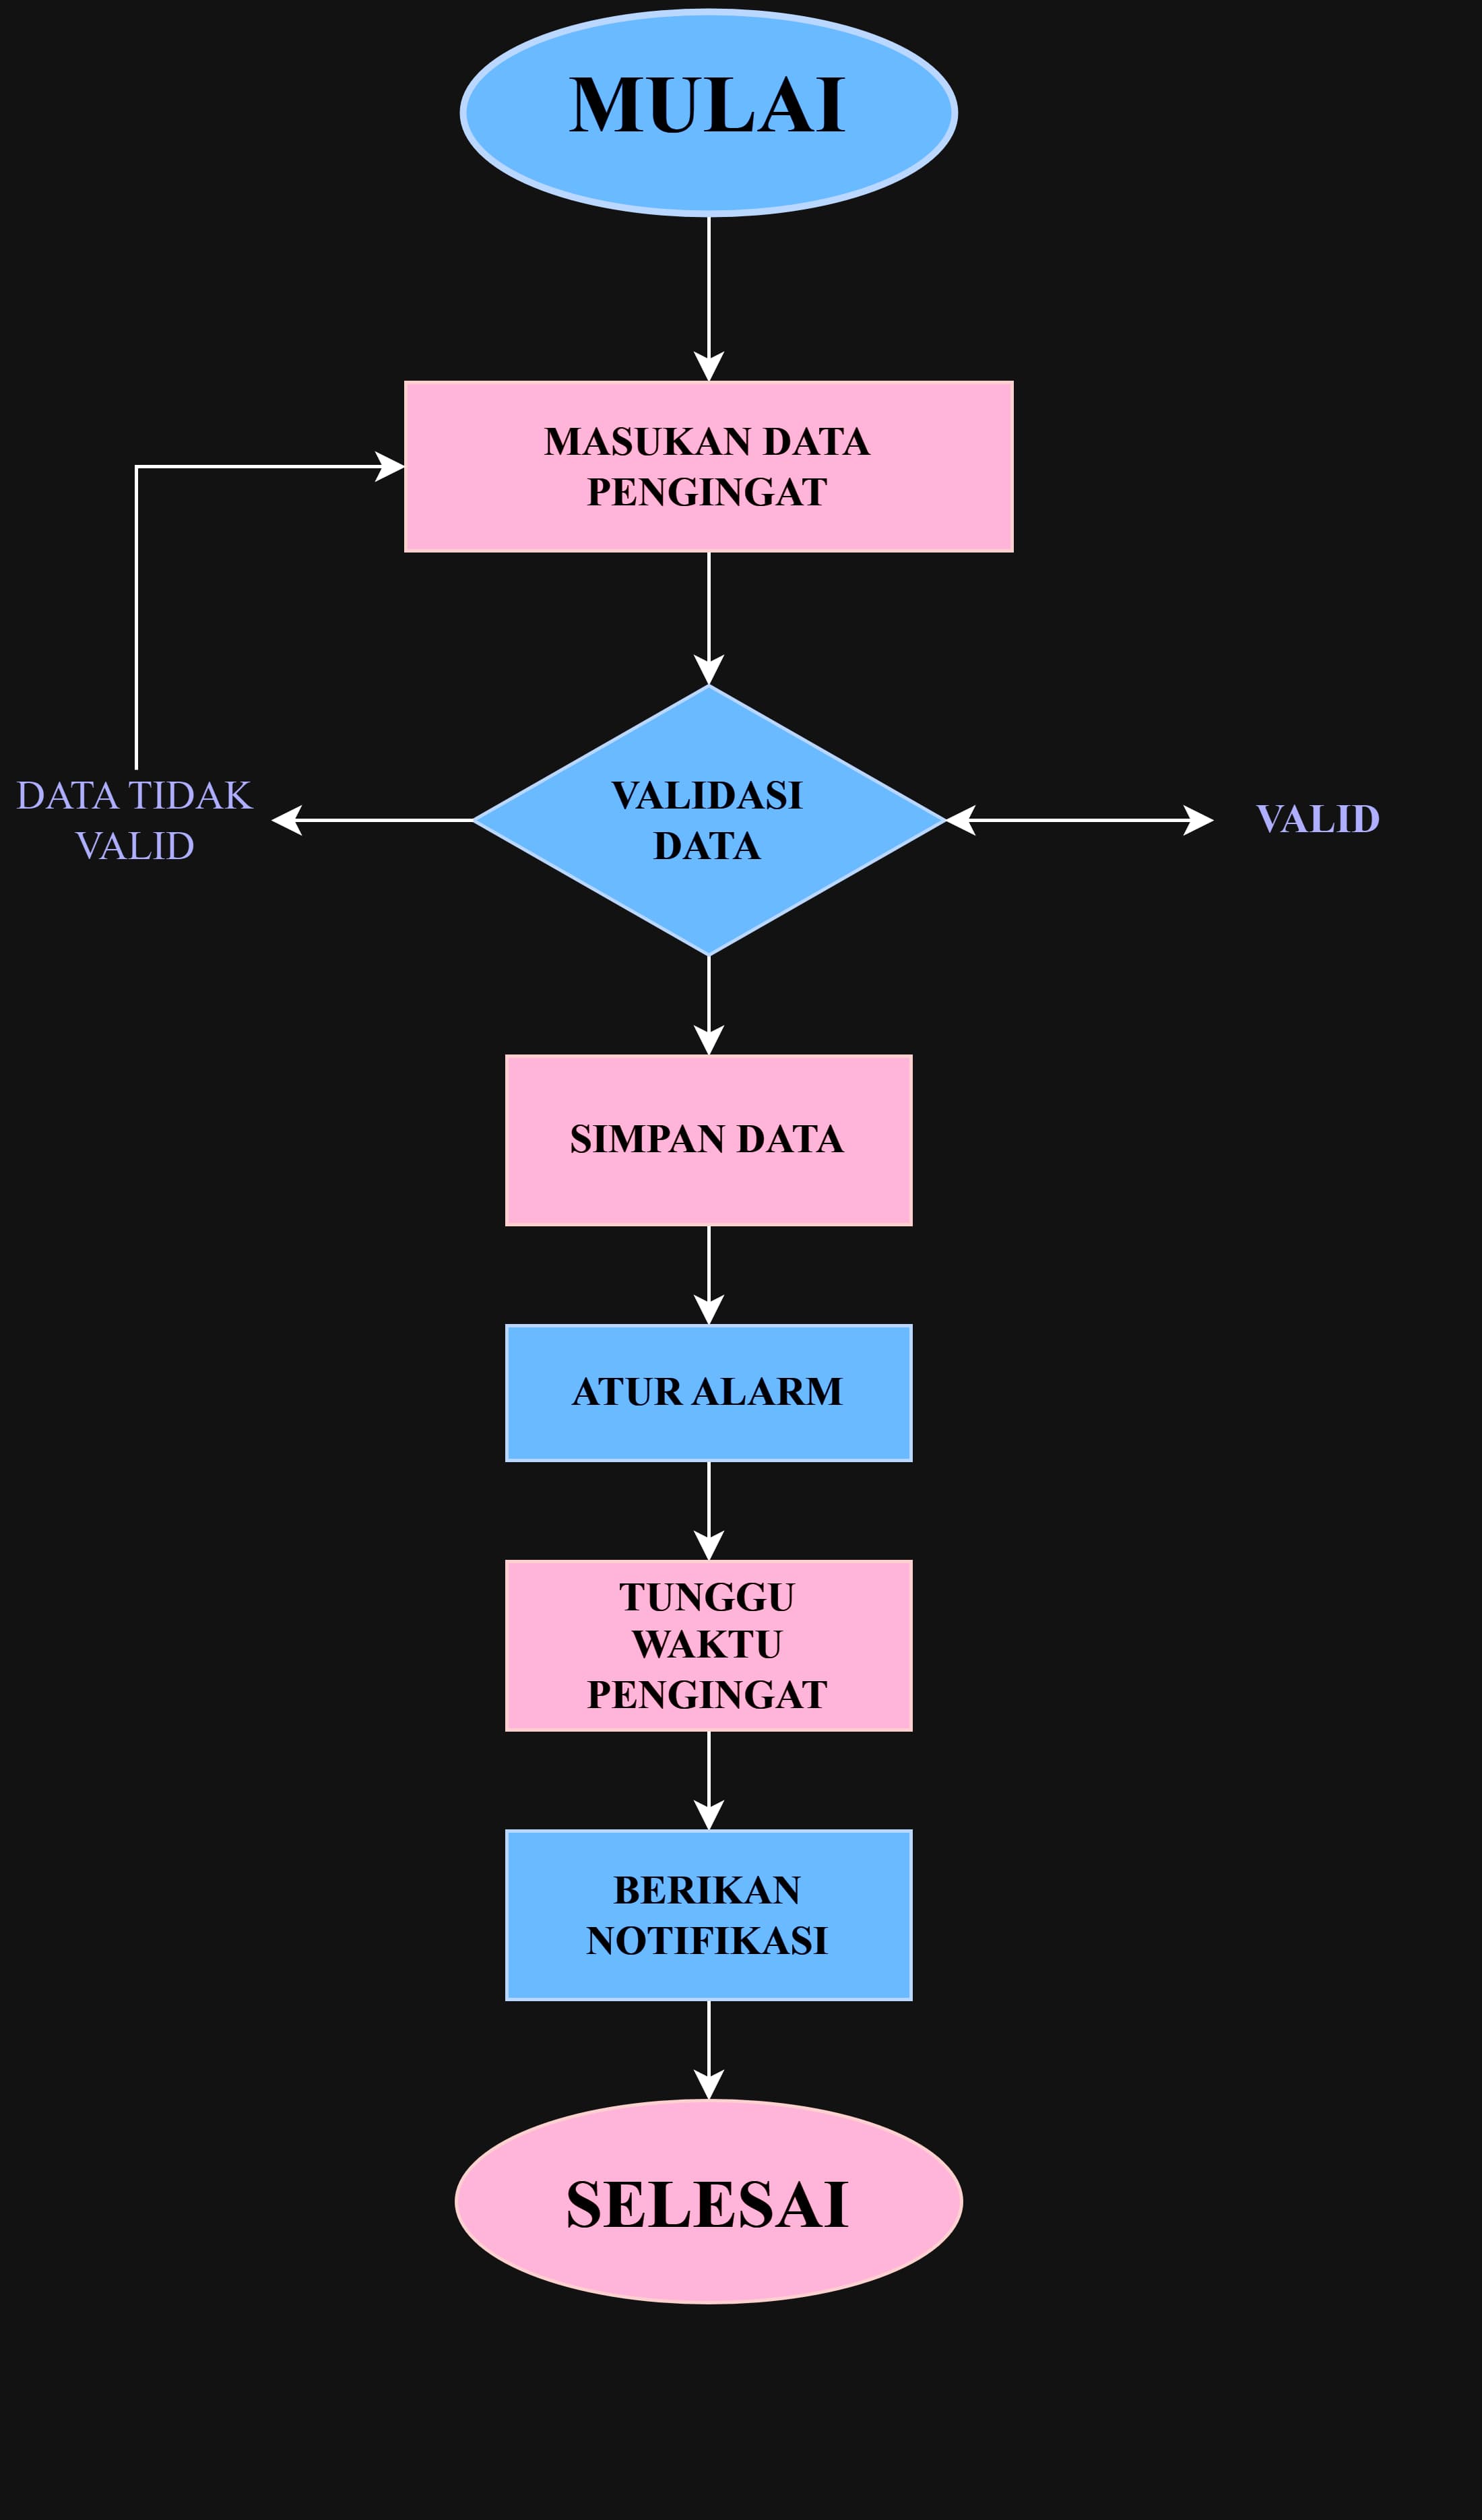 MULAI
MASUKAN DATA
PENGINGAT
VALIDASI
DATA
DATA TIDAK
VALID
VALID
SIMPAN DATA
ATUR ALARM
TUNGGU
WAKTU
PENGINGAT
BERIKAN
NOTIFIKASI
SELESAI